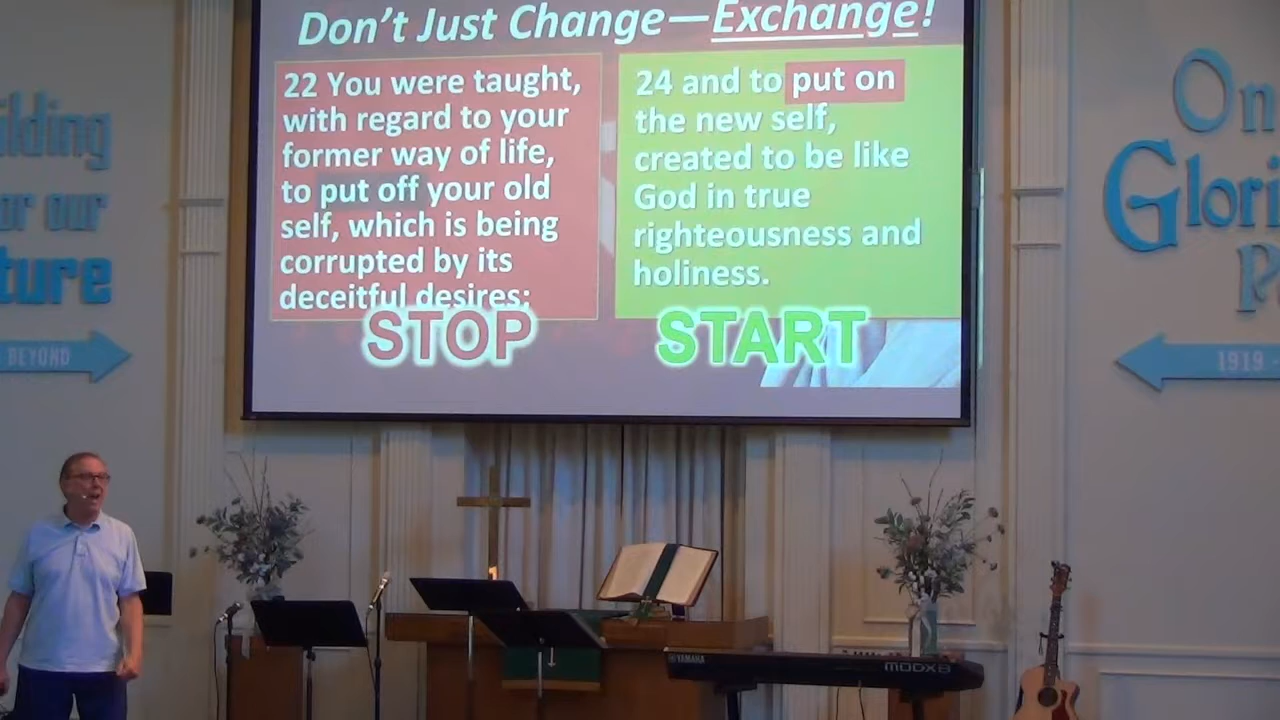 Don't Just Change—Exchange!
22 You were taught,
with regard to your
former way of life,
to put off your old
self, which is being
corrupted by its
deceitful desires;
STOP
24 and to put on
the new self,
created to be like
God in true
righteousness and
holiness.
START
ilding
or our
ture
BEYOND
On
Glori
P
1919 -
YAMAHA
MODX8